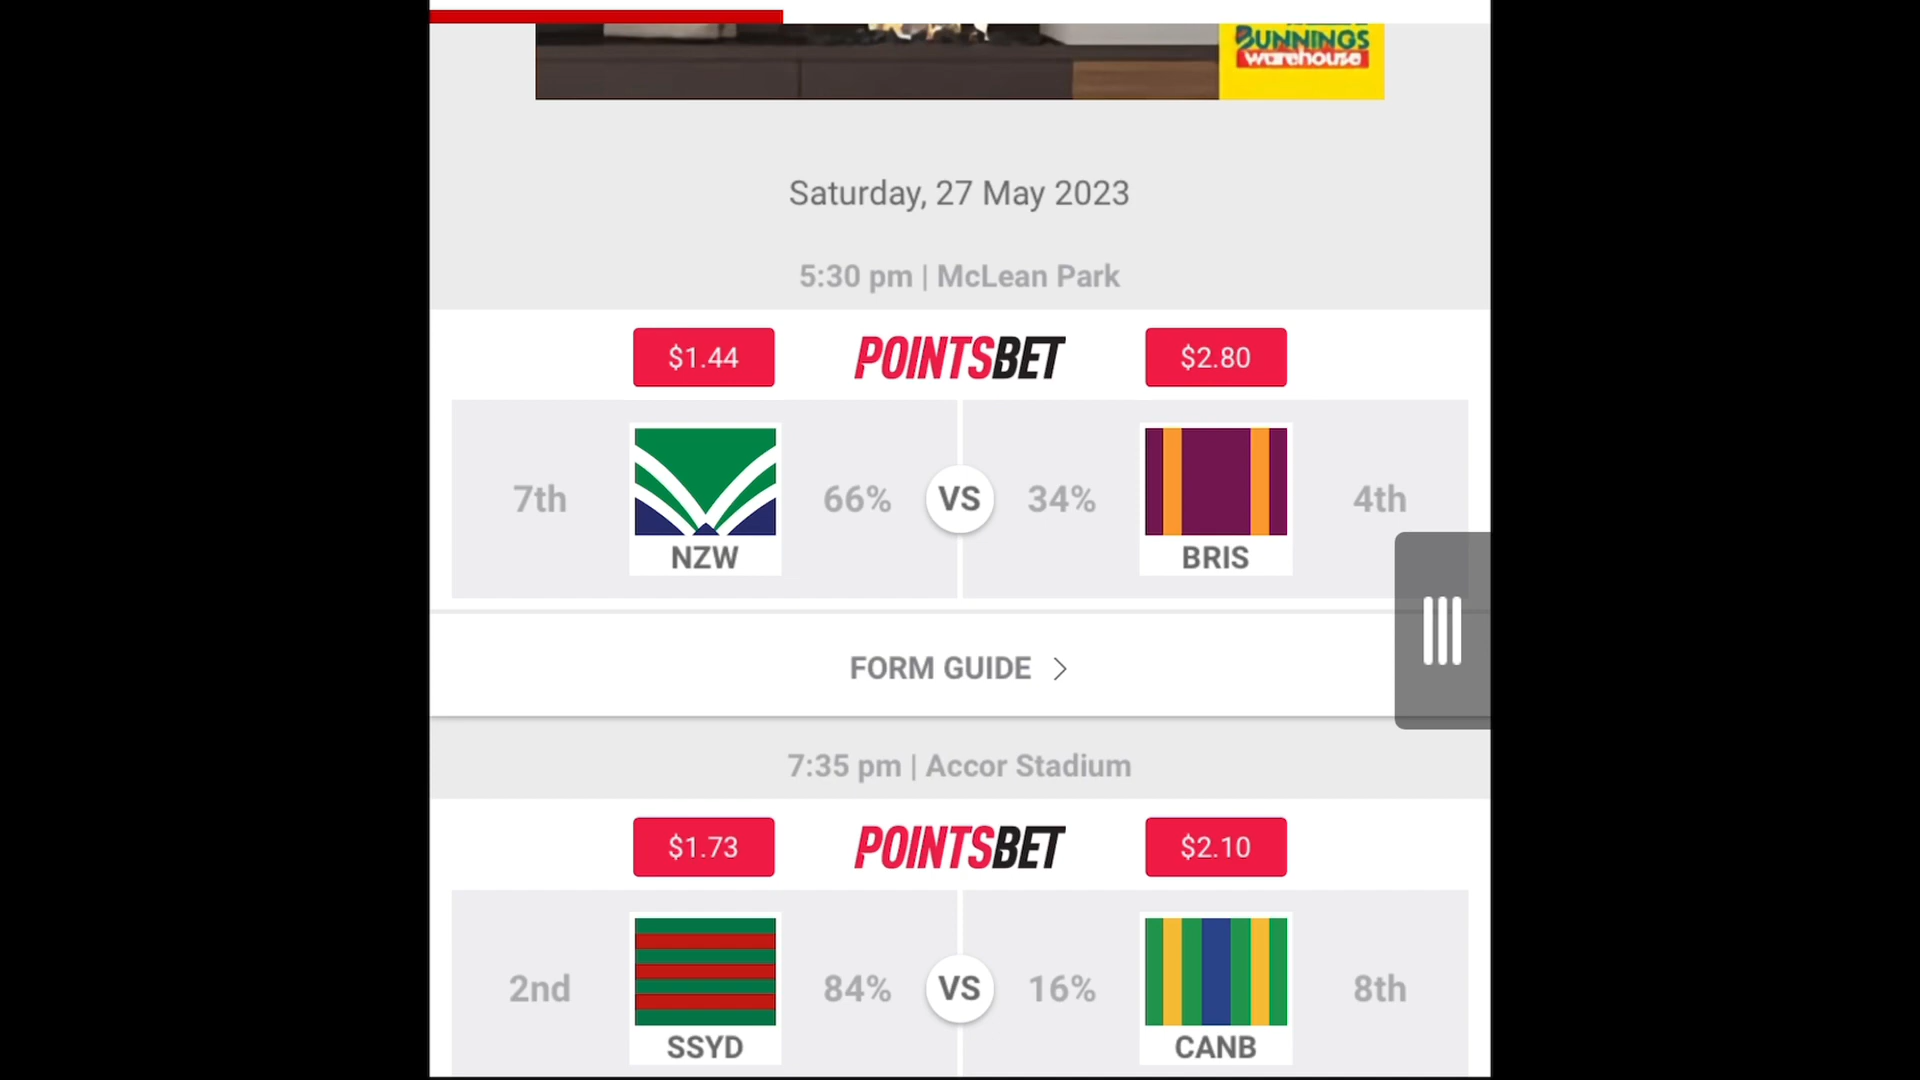 BUNNINGS
warehouse
Saturday, 27 May 2023
5:30 pm | McLean Park
$1.44 POINTSBET $2.80
7th 66% VS 34% 4th
NZW BRIS
FORM GUIDE >
7:35 pm | Accor Stadium
$1.73 POINTSBET $2.10
2nd 84% VS 16% 8th
SSYD CANB